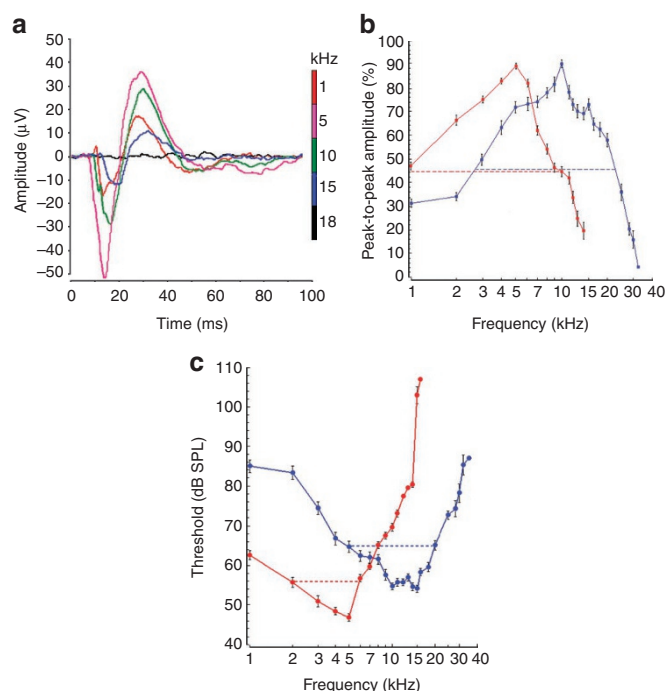 a
kHz
50
40
30
20
10
0
−10
−20
−30
−40
−50
1
5
10
15
18
0 20 40 60 80 100
Amplitude (μV)
Time (ms)
b
100
90
80
70
60
50
40
30
20
10
0
1 2 3 4 5 7 10 15 20 30 40
Peak-to-peak amplitude (%)
Frequency (kHz)
c
110
100
90
80
70
60
50
40
1 2 3 4 5 7 10 15 20 30 40
Threshold (dB SPL)
Frequency (kHz)